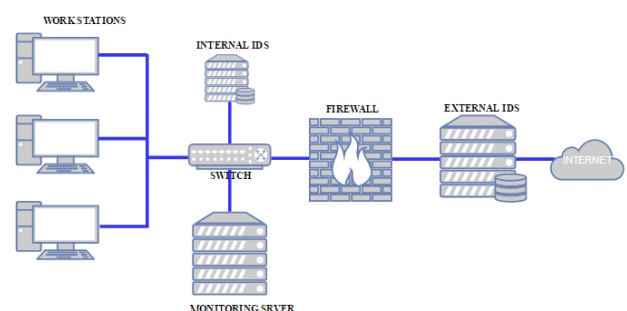 WORK STATIONS
INTERNAL IDS
FIREWALL
EXTERNAL IDS
INTERNET
SWITCH
MONITORING SRVER